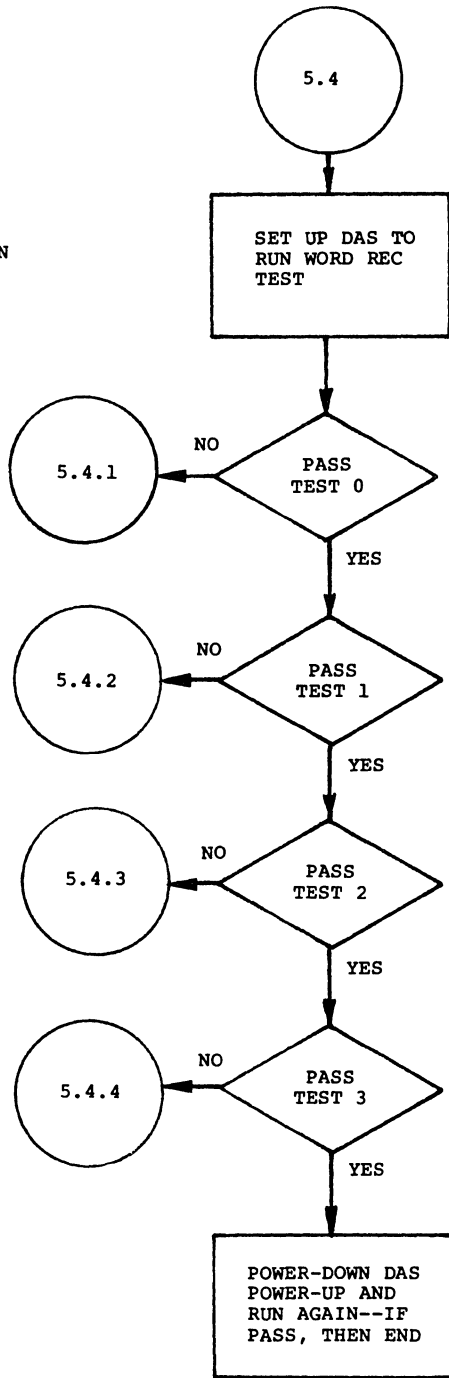 5.4
N
SET UP DAS TO
RUN WORD REC
TEST
NO
5.4.1
PASS
TEST 0
YES
NO
5.4.2
PASS
TEST 1
YES
NO
5.4.3
PASS
TEST 2
YES
NO
5.4.4
PASS
TEST 3
YES
POWER-DOWN DAS
POWER-UP AND
RUN AGAIN--IF
PASS, THEN END